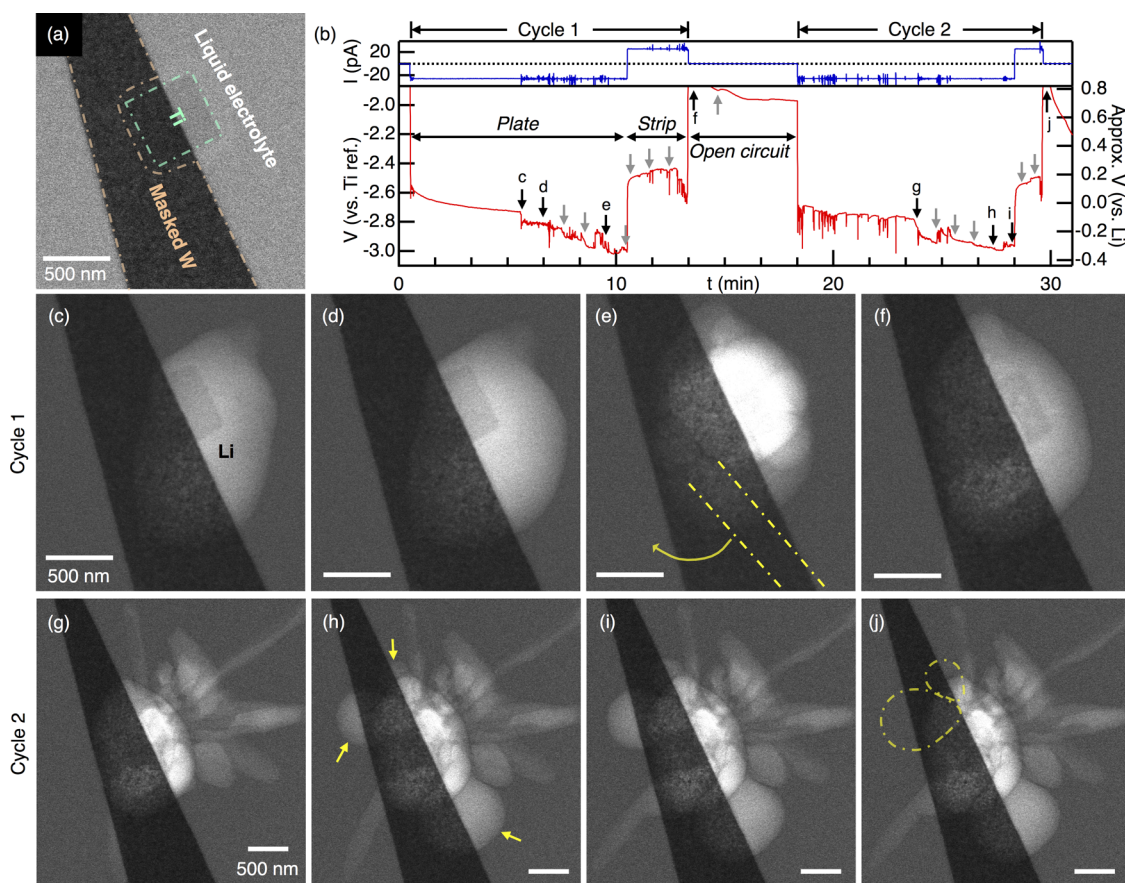 (a)
Liquid electrolyte
Ti
Masked W
500 nm
(b)
Cycle 1
Cycle 2
I (pA)
20
-20
V (vs. Ti ref.)
-2.0
-2.2
-2.4
-2.6
-2.8
-3.0
Approx. V (vs. Li)
0.8
0.6
0.4
0.2
0.0
-0.2
-0.4
Plate
Strip
Open circuit
c
d
e
f
g
h
i
j
0
10
t (min)
20
30
Cycle 1
(c)
Li
500 nm
(d)
(e)
(f)
Cycle 2
(g)
500 nm
(h)
(i)
(j)